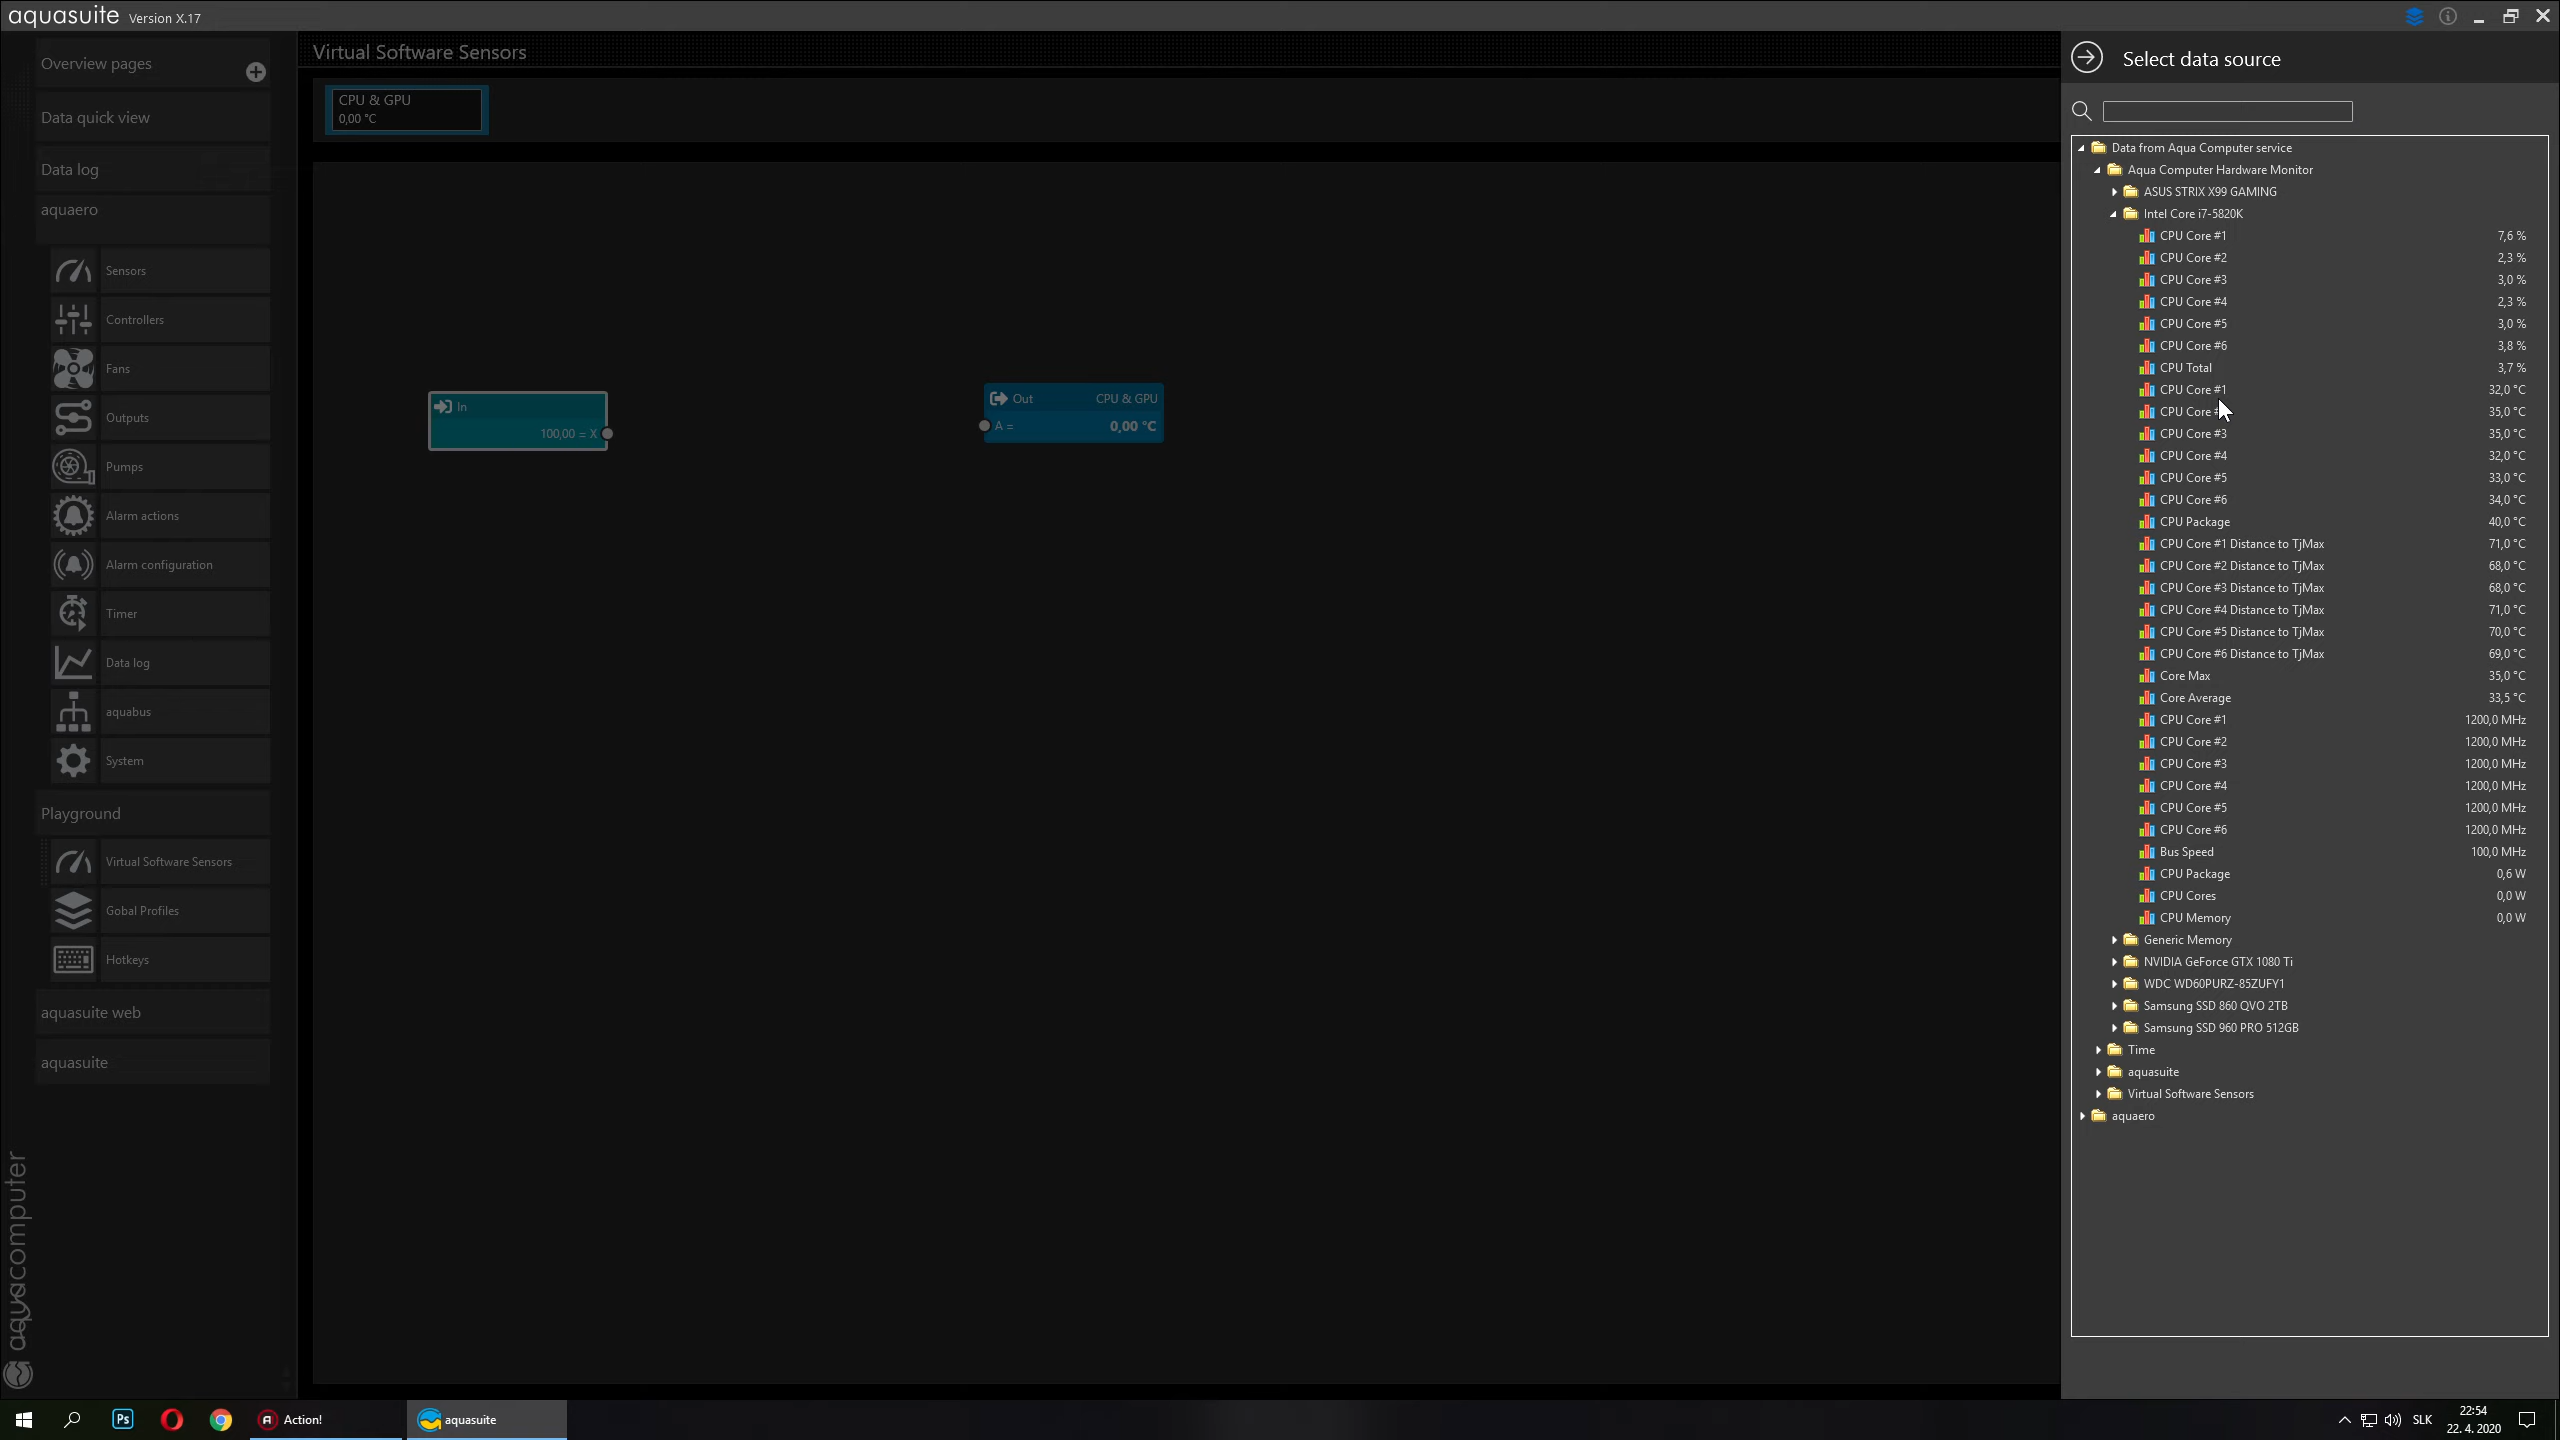 aquasuite Version X.17
Overview pages
Data quick view
Data log
aquaero
Sensors
Controllers
Fans
Outputs
Pumps
Alarm actions
Alarm configuration
Timer
Data log
aquabus
System
Playground
Virtual Software Sensors
Gobal Profiles
Hotkeys
aquasuite web
aquasuite
aquacomputer
Virtual Software Sensors
CPU & GPU
0,00 °C
In
100,00 = X
Out CPU & GPU
A = 0,00 °C
Select data source
Data from Aqua Computer service
Aqua Computer Hardware Monitor
ASUS STRIX X99 GAMING
Intel Core i7-5820K
CPU Core #1 7,6 %
CPU Core #2 2,3 %
CPU Core #3 3,0 %
CPU Core #4 2,3 %
CPU Core #5 3,0 %
CPU Core #6 3,8 %
CPU Total 3,7 %
CPU Core #1 32,0 °C
CPU Core 35,0 °C
CPU Core #3 35,0 °C
CPU Core #4 32,0 °C
CPU Core #5 33,0 °C
CPU Core #6 34,0 °C
CPU Package 40,0 °C
CPU Core #1 Distance to TjMax 71,0 °C
CPU Core #2 Distance to TjMax 68,0 °C
CPU Core #3 Distance to TjMax 68,0 °C
CPU Core #4 Distance to TjMax 71,0 °C
CPU Core #5 Distance to TjMax 70,0 °C
CPU Core #6 Distance to TjMax 69,0 °C
Core Max 35,0 °C
Core Average 33,5 °C
CPU Core #1 1200,0 MHz
CPU Core #2 1200,0 MHz
CPU Core #3 1200,0 MHz
CPU Core #4 1200,0 MHz
CPU Core #5 1200,0 MHz
CPU Core #6 1200,0 MHz
Bus Speed 100,0 MHz
CPU Package 0,6 W
CPU Cores 0,0 W
CPU Memory 0,0 W
Generic Memory
NVIDIA GeForce GTX 1080 Ti
WDC WD60PURZ-85ZUFY1
Samsung SSD 860 QVO 2TB
Samsung SSD 960 PRO 512GB
Time
aquasuite
Virtual Software Sensors
aquaero
Ps
Action!
aquasuite
SLK
22:54
22. 4. 2020